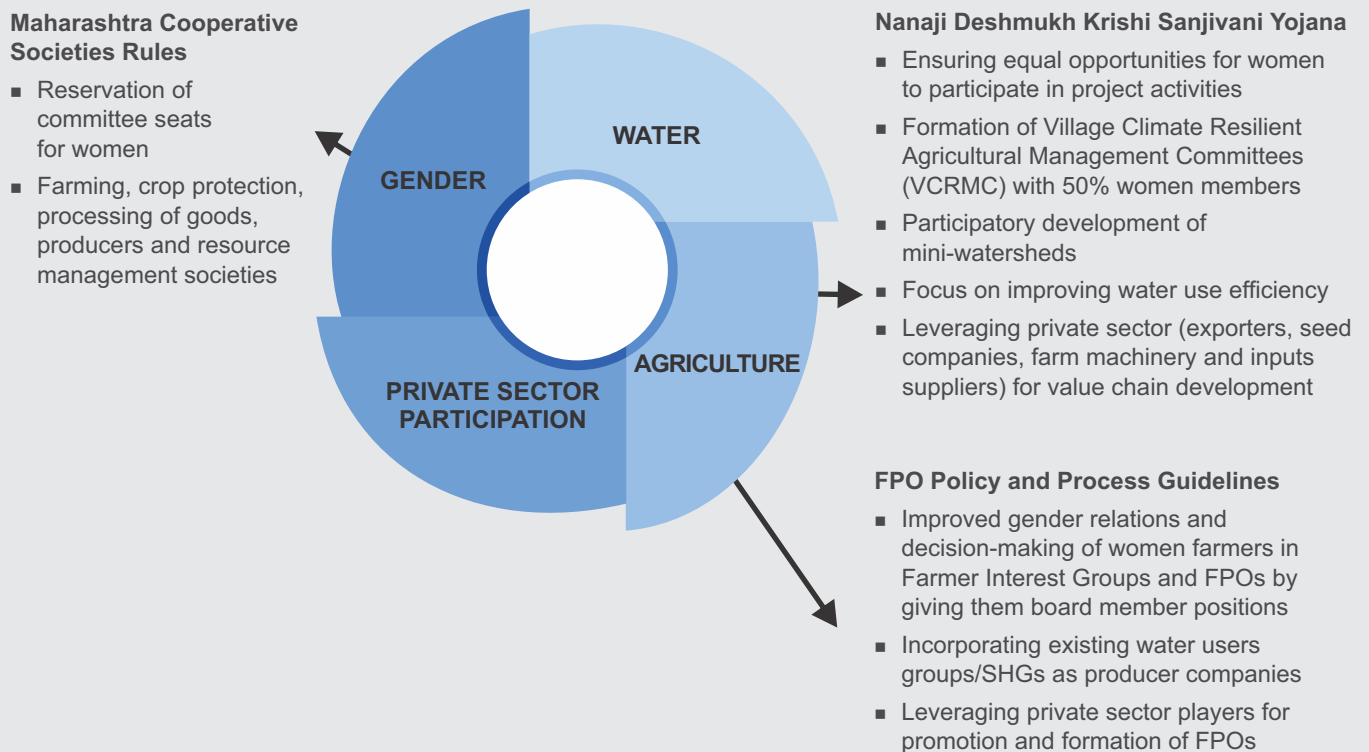 Maharashtra Cooperative
Societies Rules
■ Reservation of
committee seats
for women
■ Farming, crop protection,
processing of goods,
producers and resource
management societies
GENDER
WATER
AGRICULTURE
PRIVATE SECTOR
PARTICIPATION
Nanaji Deshmukh Krishi Sanjivani Yojana
■ Ensuring equal opportunities for women
to participate in project activities
■ Formation of Village Climate Resilient
Agricultural Management Committees
(VCRMC) with 50% women members
■ Participatory development of
mini-watersheds
■ Focus on improving water use efficiency
■ Leveraging private sector (exporters, seed
companies, farm machinery and inputs
suppliers) for value chain development
FPO Policy and Process Guidelines
■ Improved gender relations and
decision-making of women farmers in
Farmer Interest Groups and FPOs by
giving them board member positions
■ Incorporating existing water users
groups/SHGs as producer companies
■ Leveraging private sector players for
promotion and formation of FPOs